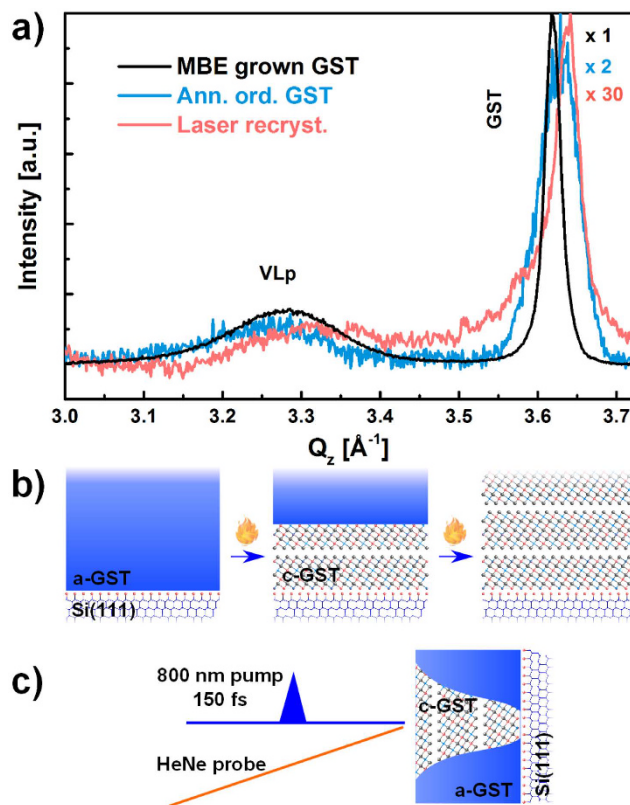 a)
MBE grown GST
Ann. ord. GST
Laser recryst.
x 1
x 2
x 30
GST
VLp
Intensity [a.u.]
3.0 3.1 3.2 3.3 3.4 3.5 3.6 3.7
Qz [Å-1]
b)
a-GST
Si(111)
c-GST
c)
800 nm pump
150 fs
HeNe probe
c-GST
a-GST
Si(111)